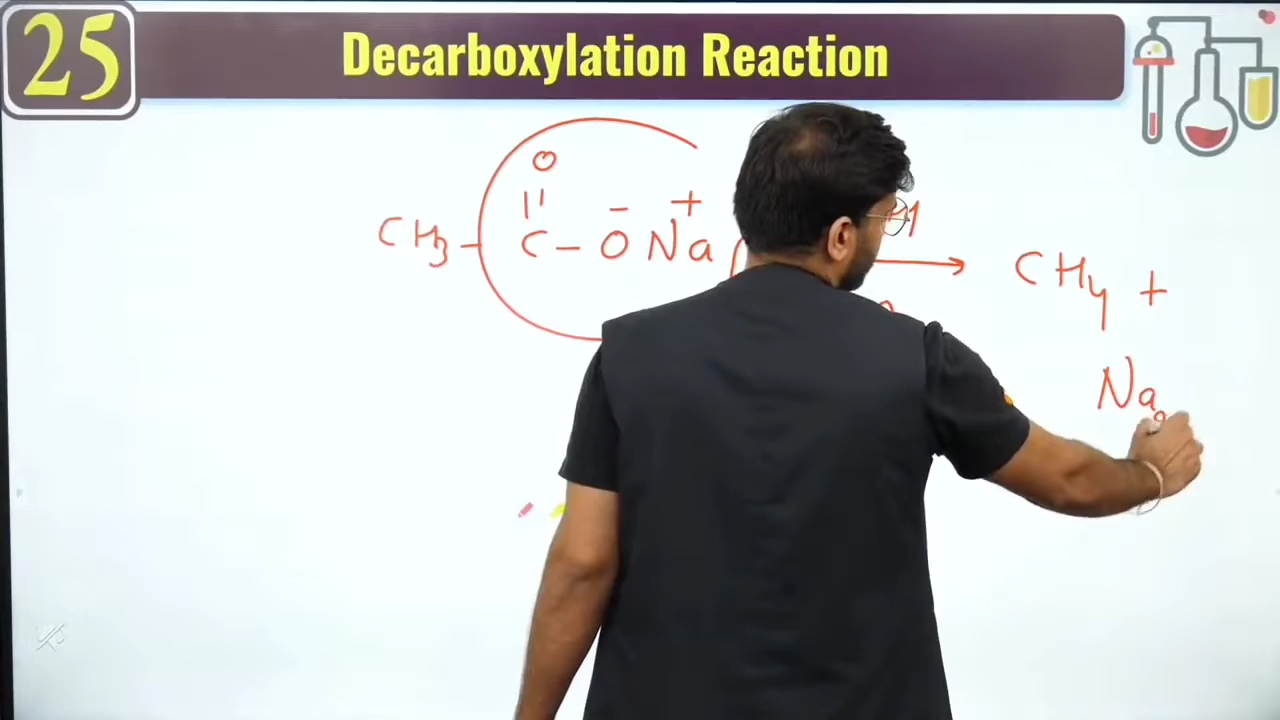 25
Decarboxylation Reaction
O
||
CH3 - C - O⁻ Na⁺ → CH4 +
Na